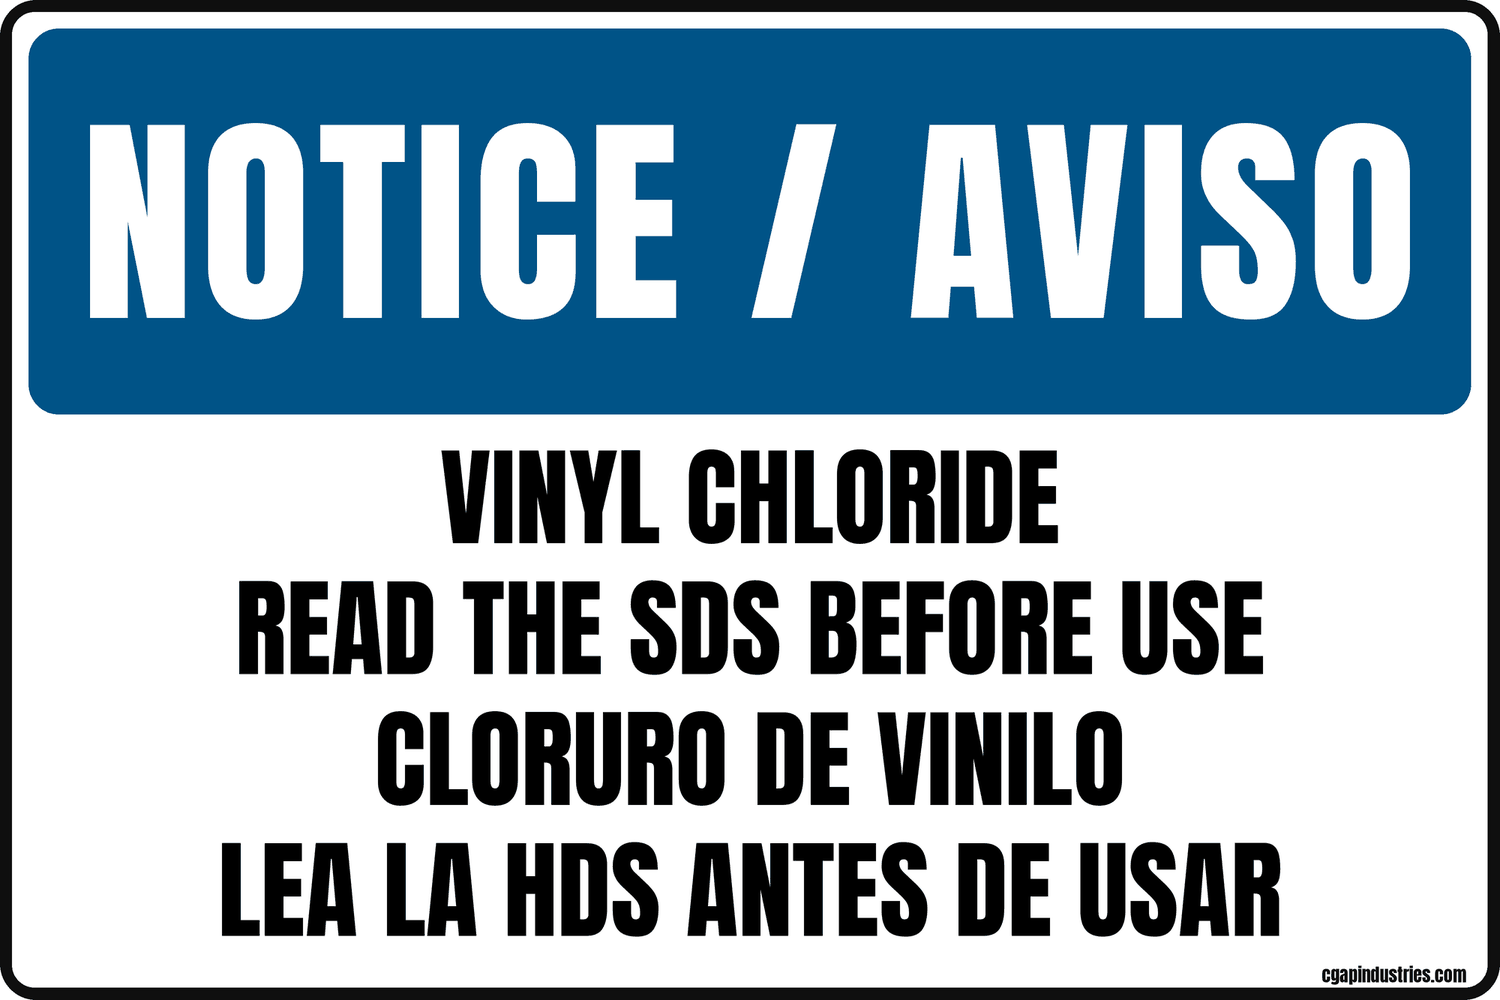 NOTICE / AVISO
VINYL CHLORIDE
READ THE SDS BEFORE USE
CLORURO DE VINILO
LEA LA HDS ANTES DE USAR
cgapindustries.com